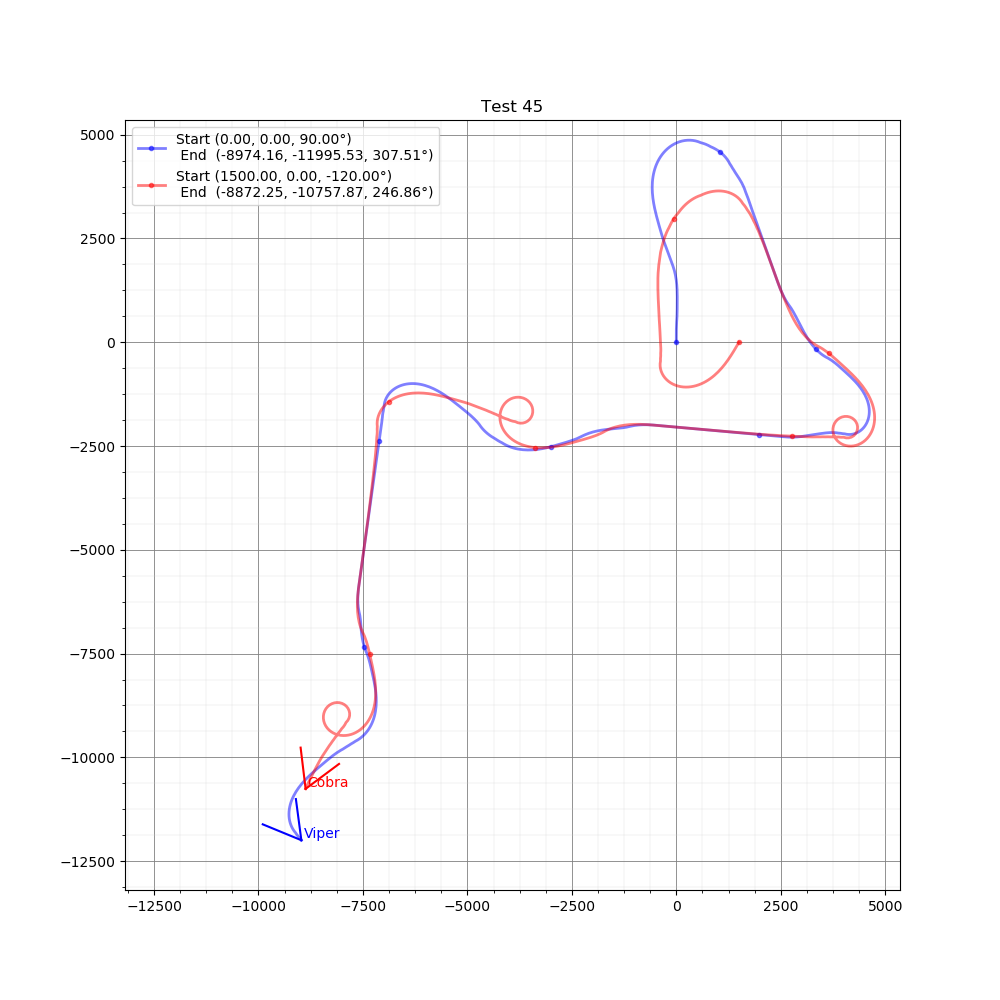 Test 45
Start (0.00, 0.00, 90.00°)
End (-8974.16, -11995.53, 307.51°)
Start (1500.00, 0.00, -120.00°)
End (-8872.25, -10757.87, 246.86°)
5000
2500
0
−2500
−5000
−7500
−10000
−12500
Cobra
Viper
−12500 −10000 −7500 −5000 −2500 0 2500 5000